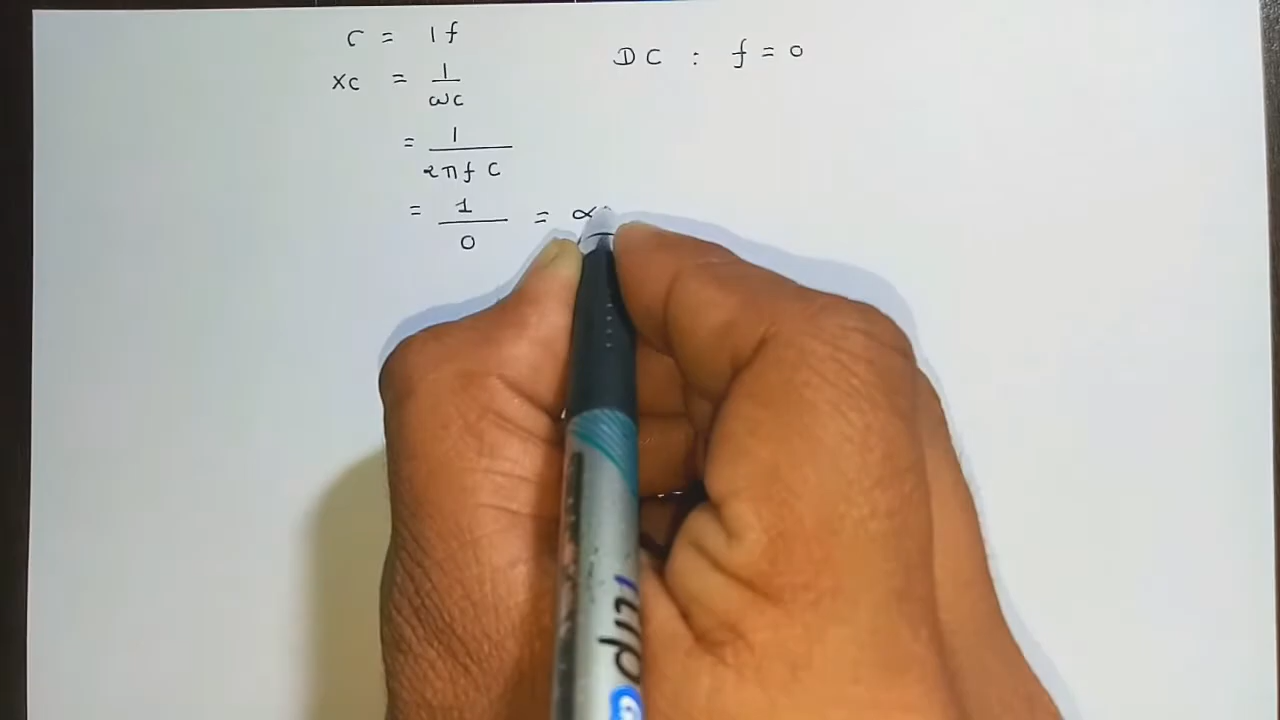 C = 1f
DC : f = 0
XC = 1/ωC
= 1/2πfC
= 1/0 = ∞